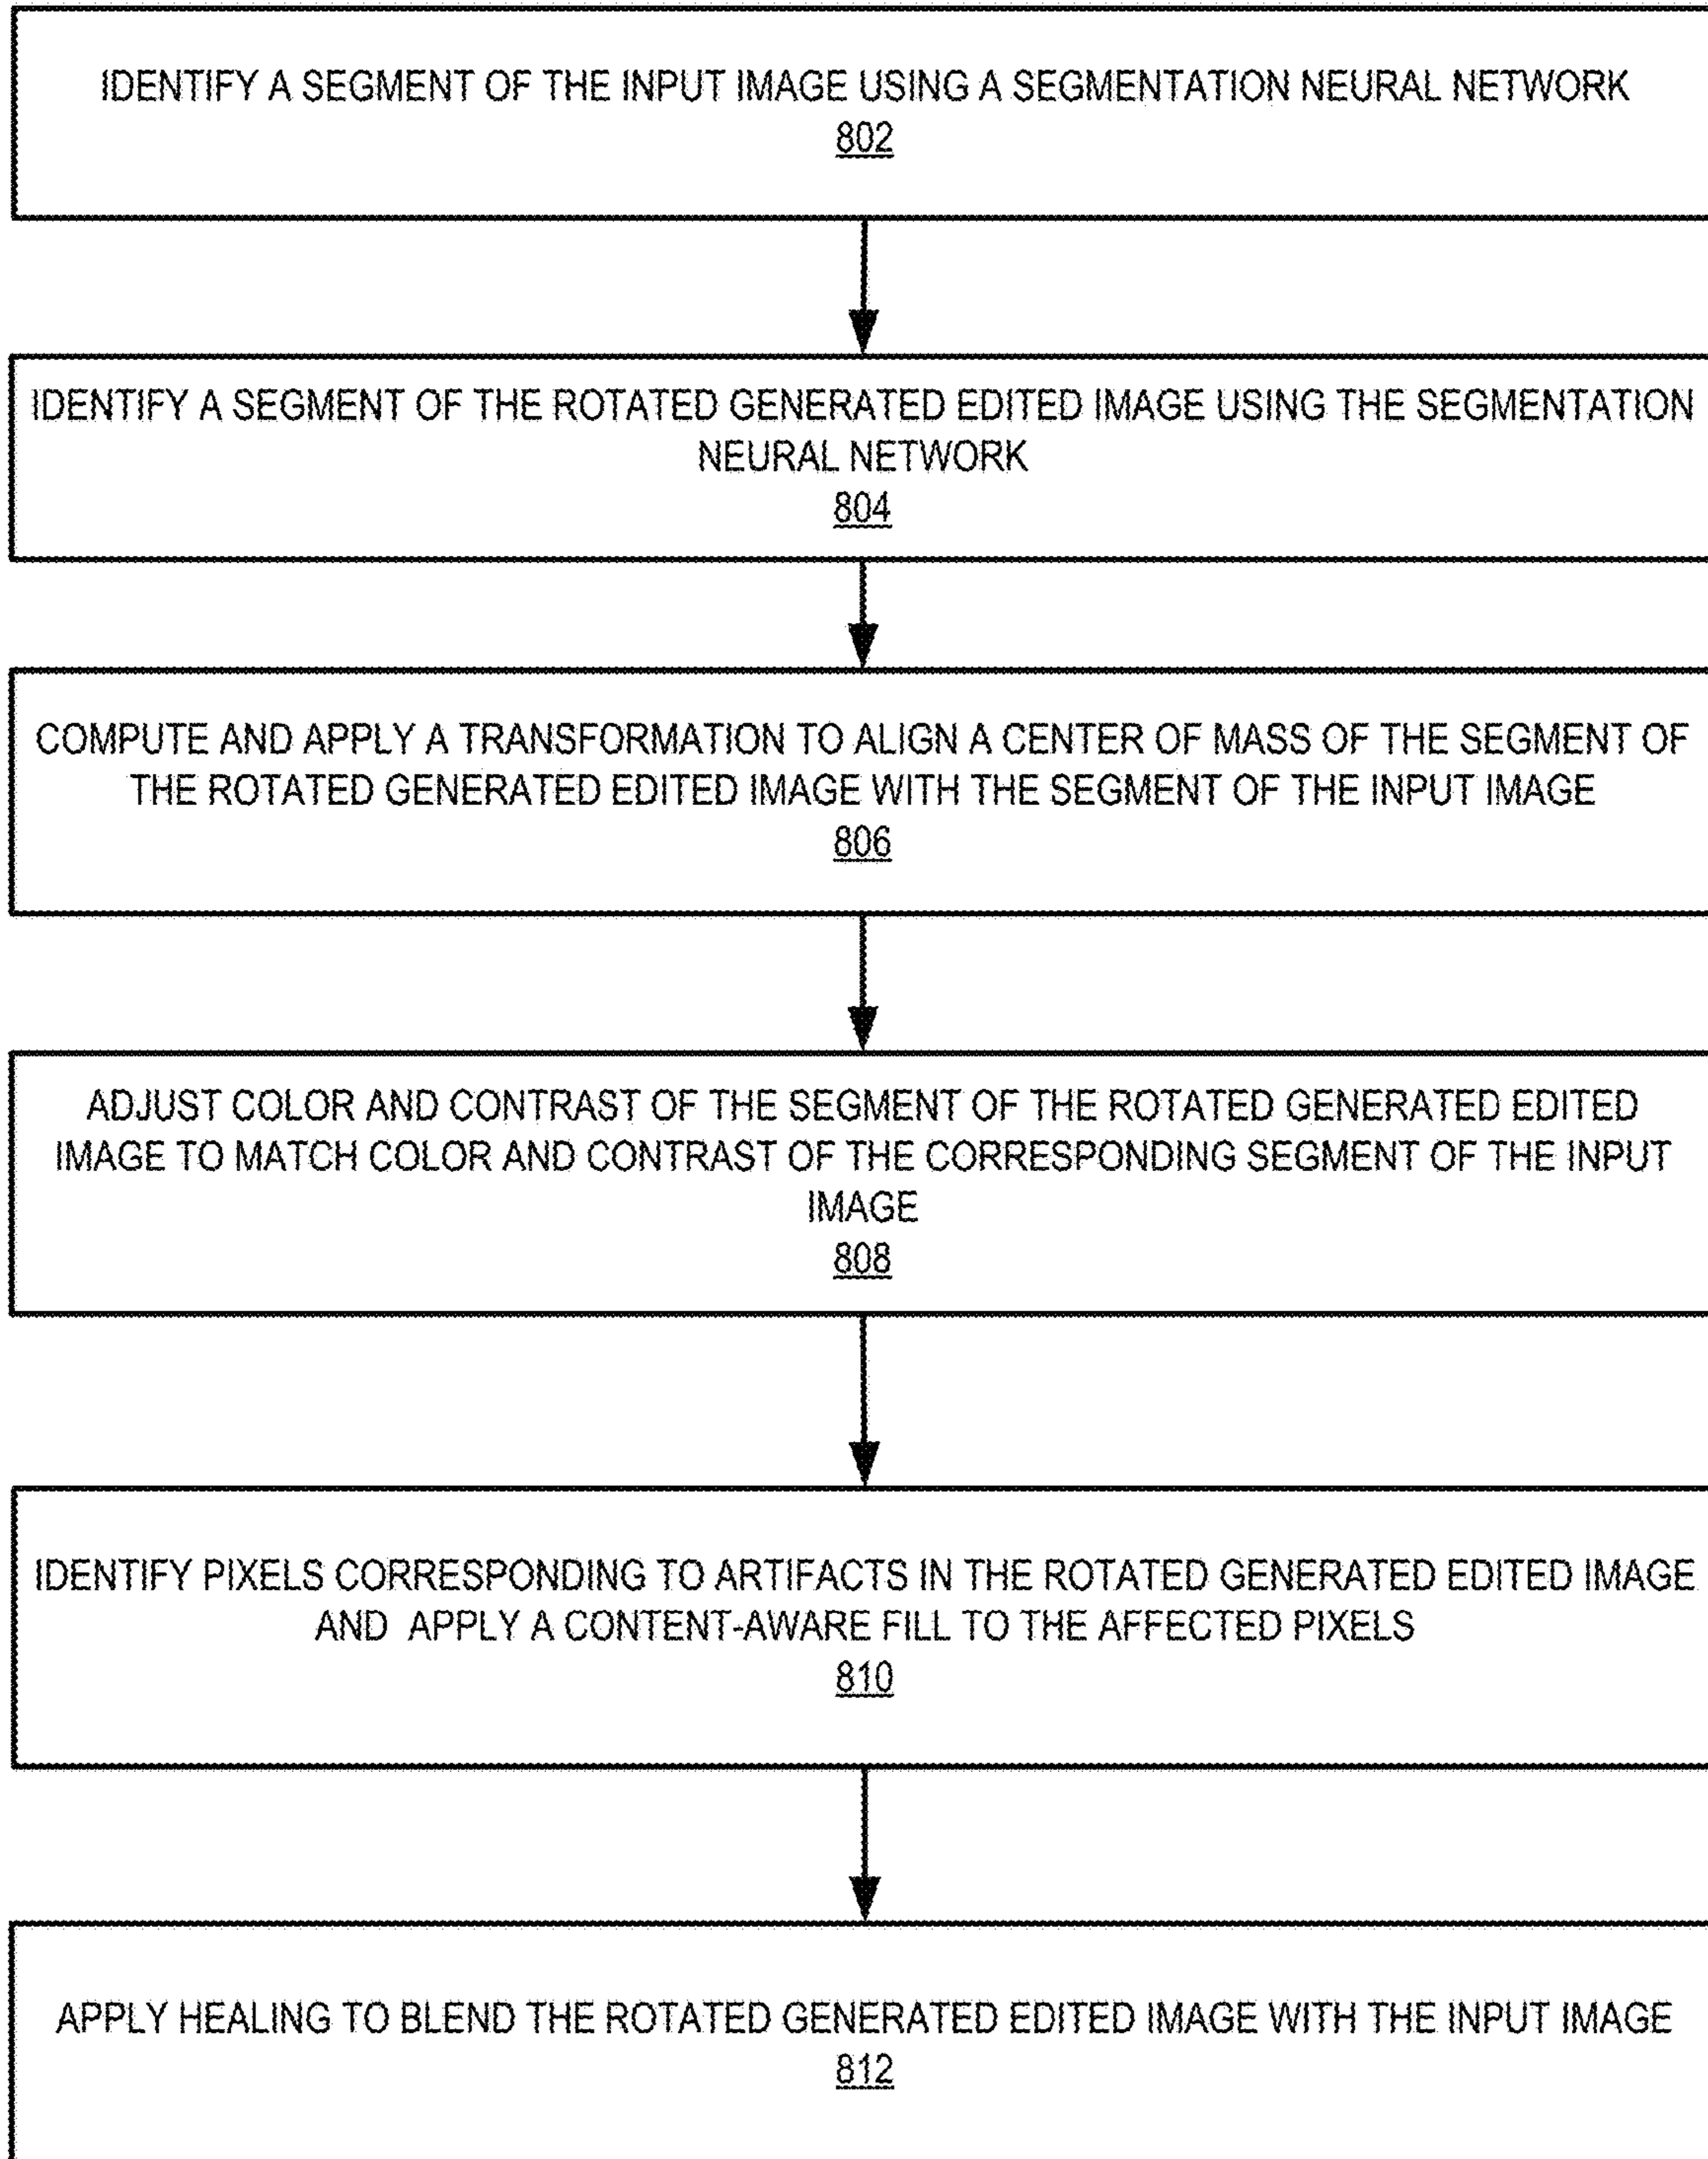 IDENTIFY A SEGMENT OF THE INPUT IMAGE USING A SEGMENTATION NEURAL NETWORK
802
IDENTIFY A SEGMENT OF THE ROTATED GENERATED EDITED IMAGE USING THE SEGMENTATION
NEURAL NETWORK
804
COMPUTE AND APPLY A TRANSFORMATION TO ALIGN A CENTER OF MASS OF THE SEGMENT OF
THE ROTATED GENERATED EDITED IMAGE WITH THE SEGMENT OF THE INPUT IMAGE
806
ADJUST COLOR AND CONTRAST OF THE SEGMENT OF THE ROTATED GENERATED EDITED
IMAGE TO MATCH COLOR AND CONTRAST OF THE CORRESPONDING SEGMENT OF THE INPUT
IMAGE
808
IDENTIFY PIXELS CORRESPONDING TO ARTIFACTS IN THE ROTATED GENERATED EDITED IMAGE
AND APPLY A CONTENT-AWARE FILL TO THE AFFECTED PIXELS
810
APPLY HEALING TO BLEND THE ROTATED GENERATED EDITED IMAGE WITH THE INPUT IMAGE
812